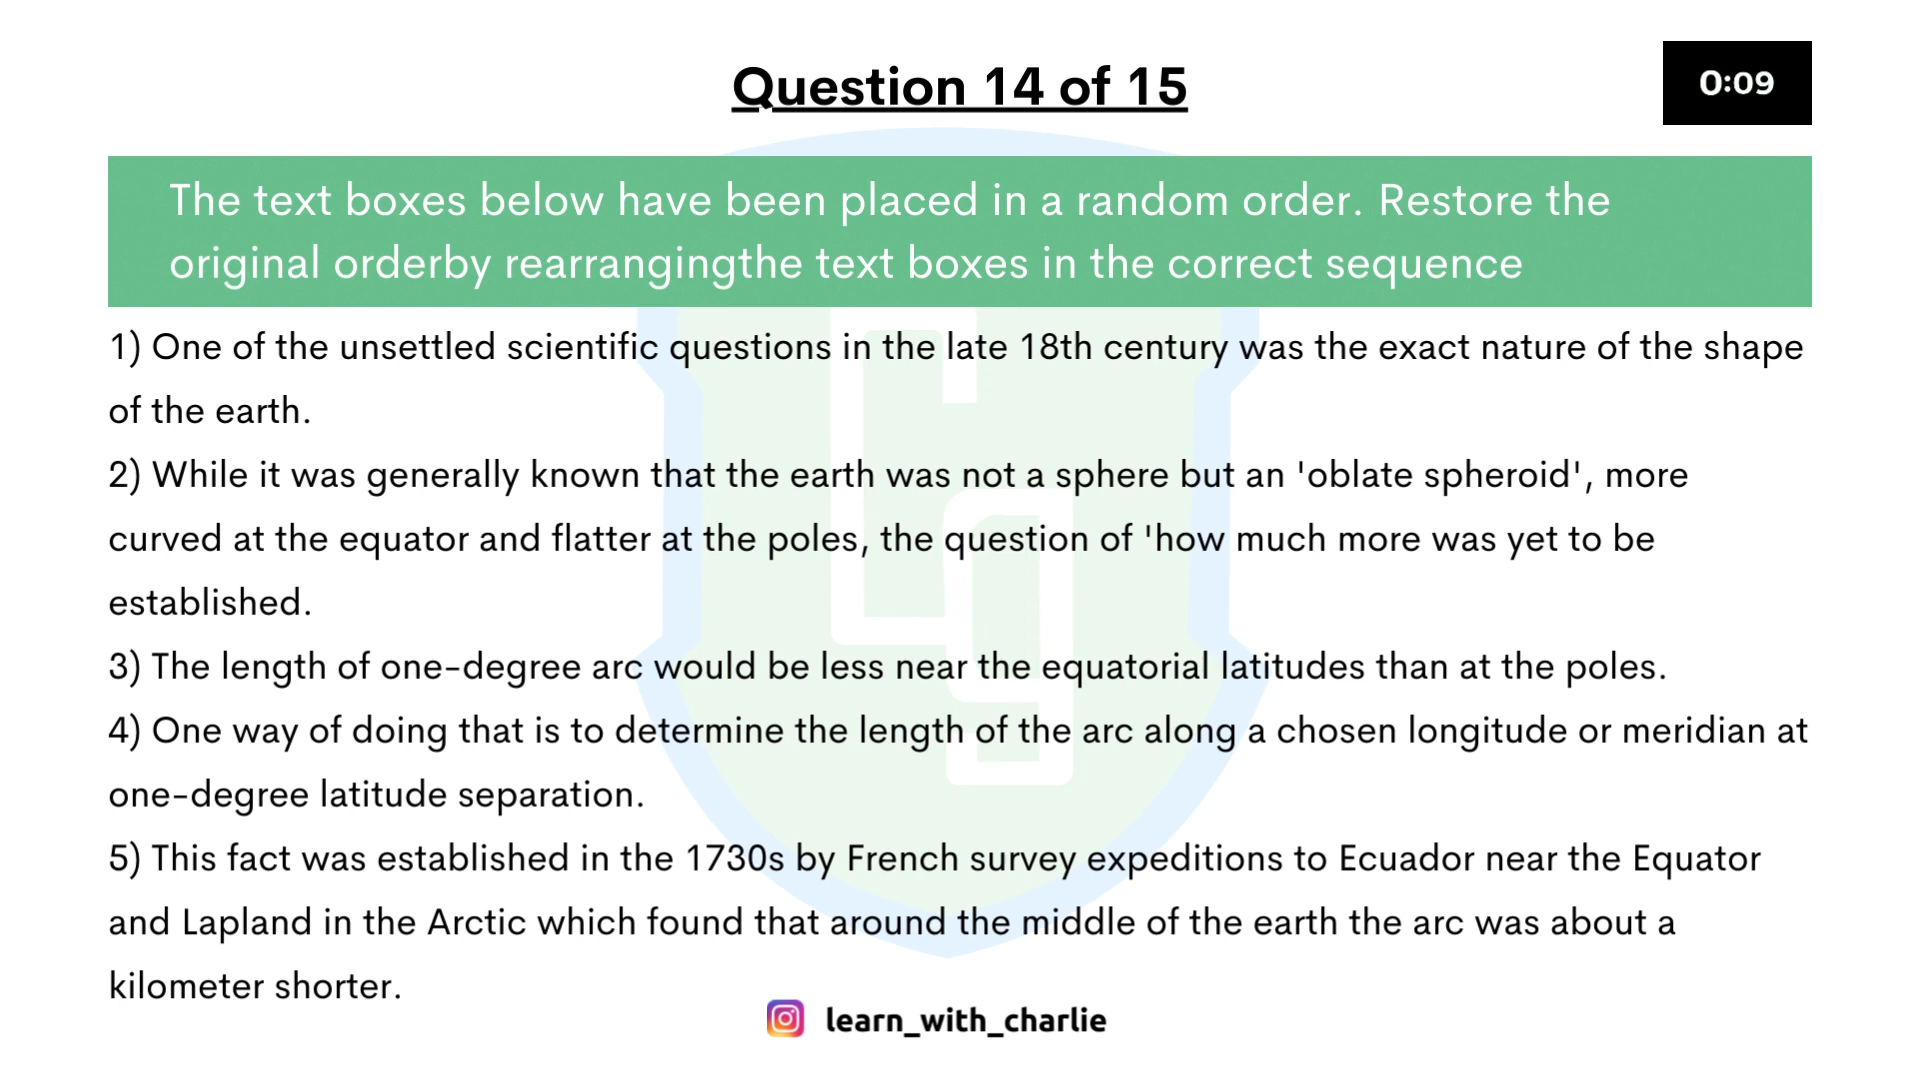 Question 14 of 15
0:09
The text boxes below have been placed in a random order. Restore the
original orderby rearrangingthe text boxes in the correct sequence
1) One of the unsettled scientific questions in the late 18th century was the exact nature of the shape
of the earth.
2) While it was generally known that the earth was not a sphere but an 'oblate spheroid', more
curved at the equator and flatter at the poles, the question of 'how much more was yet to be
established.
3) The length of one-degree arc would be less near the equatorial latitudes than at the poles.
4) One way of doing that is to determine the length of the arc along a chosen longitude or meridian at
one-degree latitude separation.
5) This fact was established in the 1730s by French survey expeditions to Ecuador near the Equator
and Lapland in the Arctic which found that around the middle of the earth the arc was about a
kilometer shorter.
learn_with_charlie